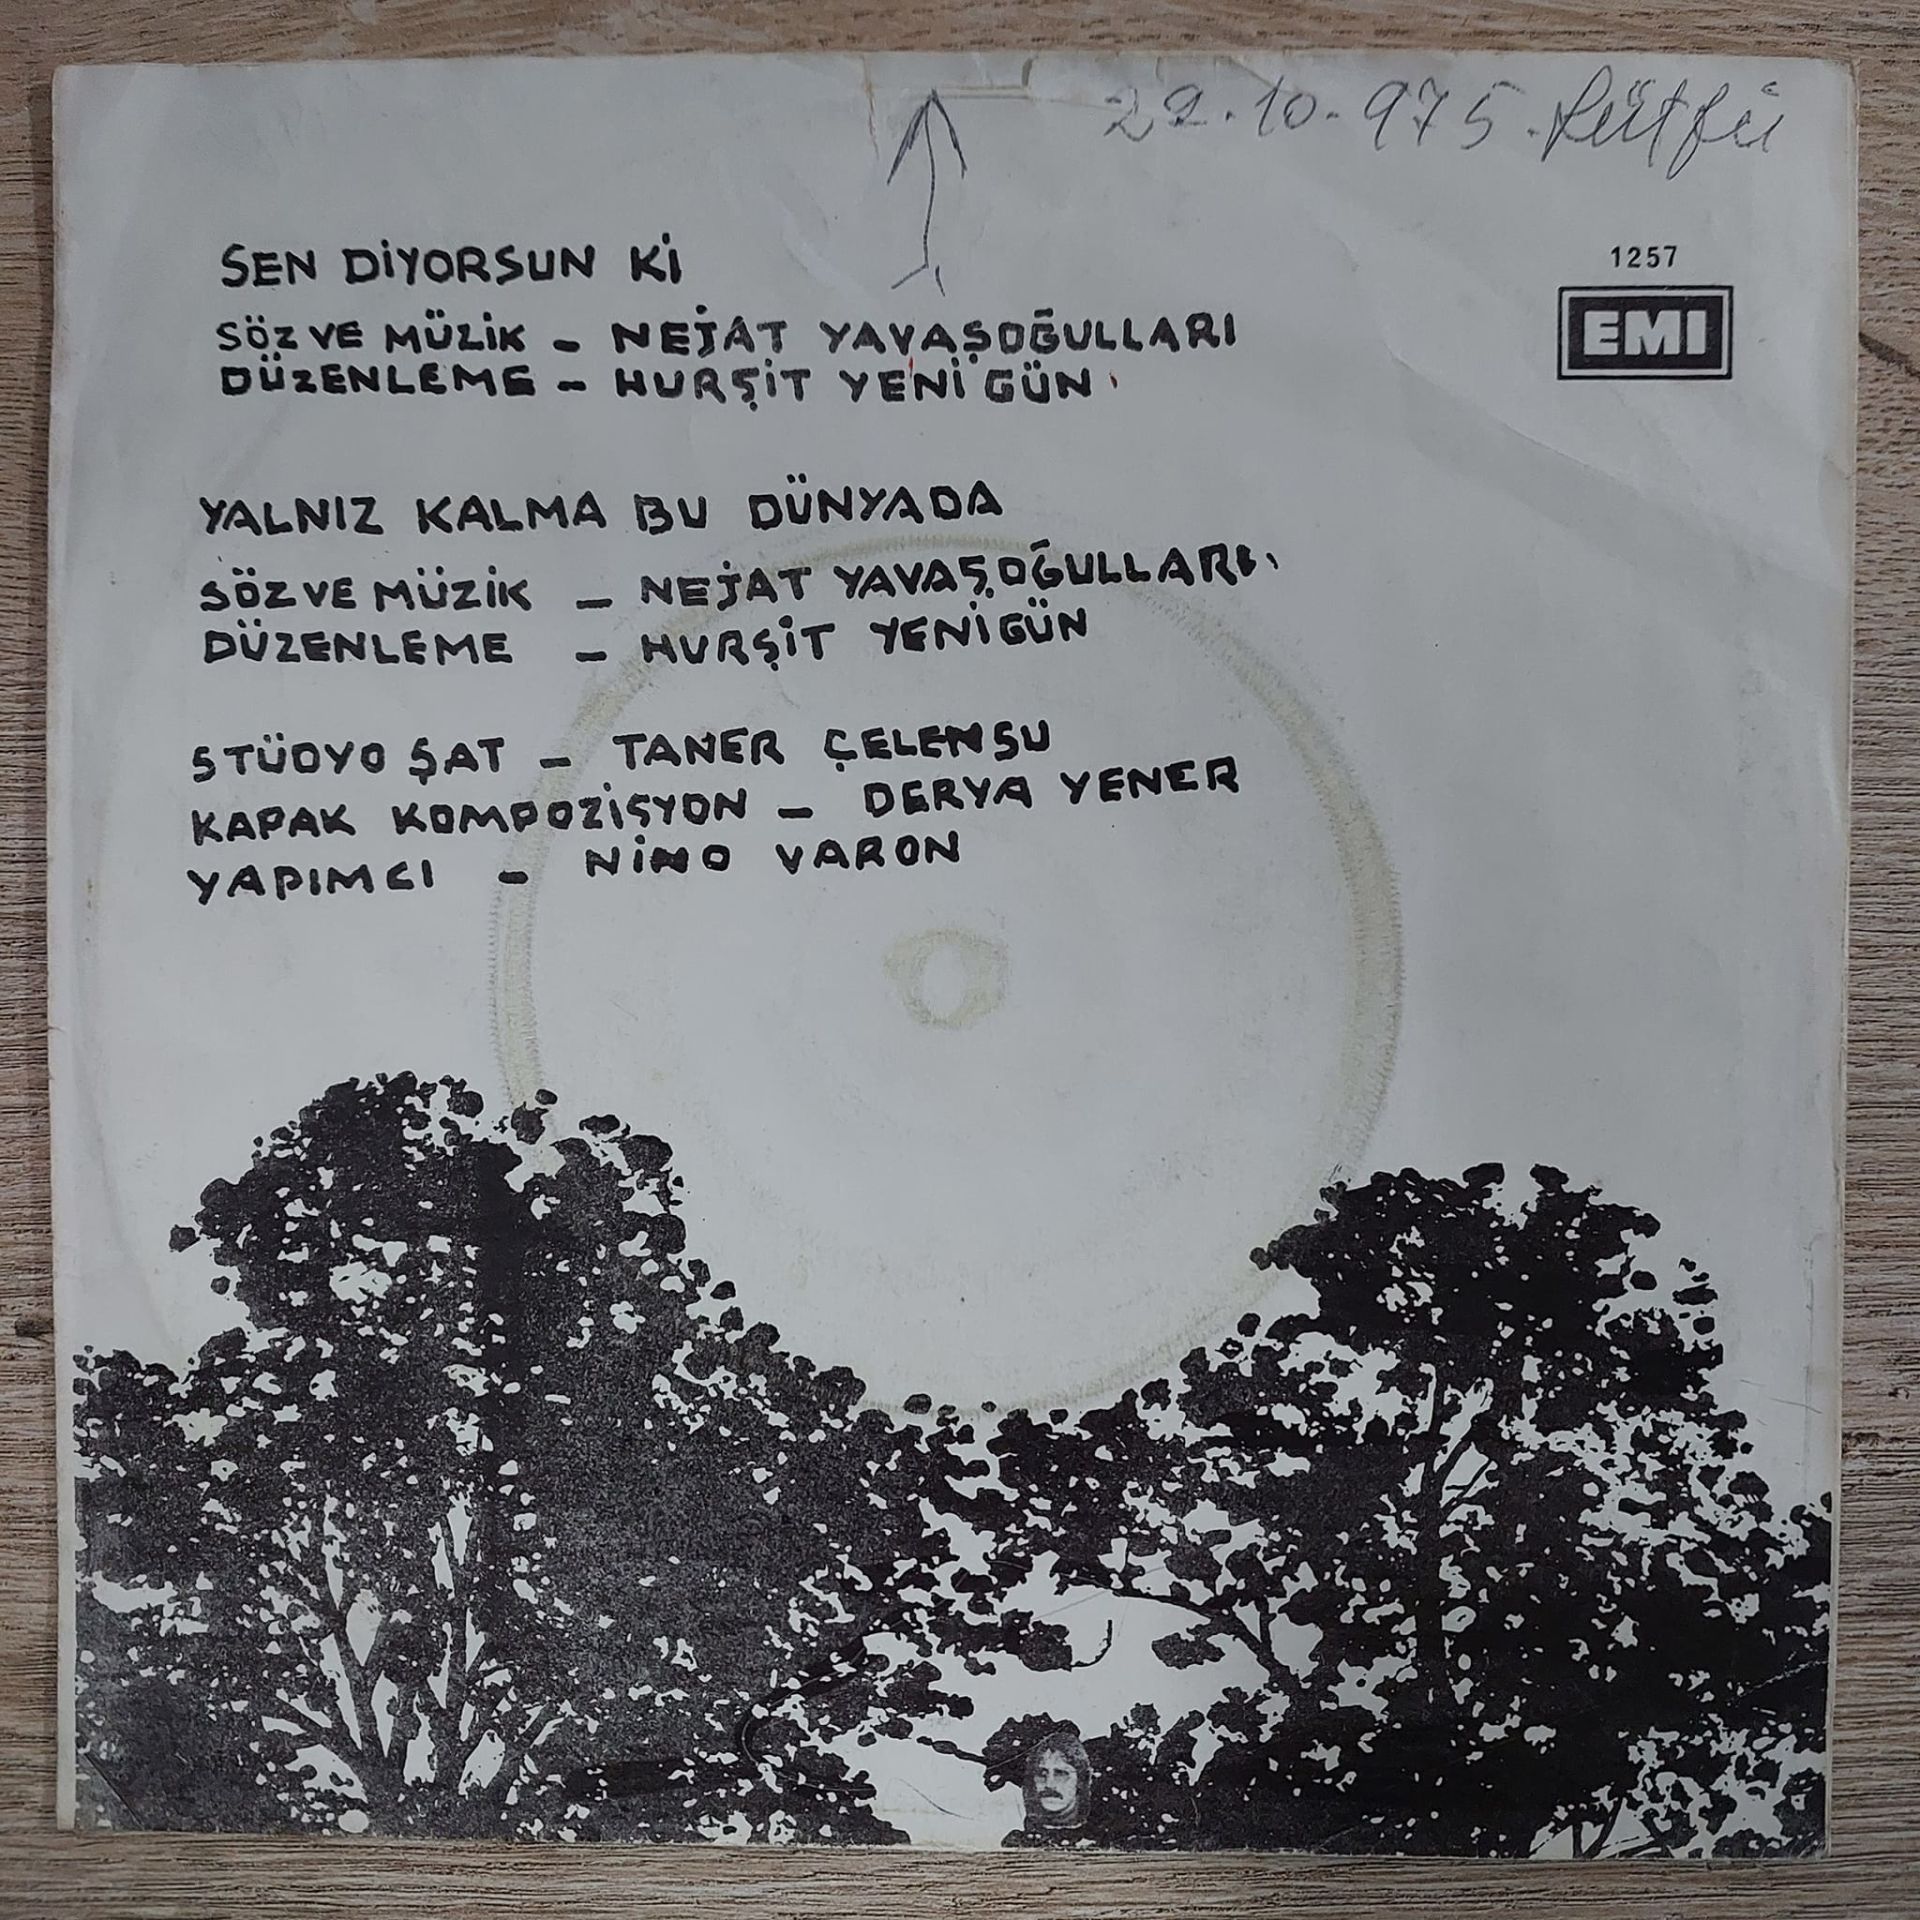 22.10.975. Lütfü
SEN DİYORSUN Kİ
1257
EMI
SÖZ VE MÜZİK – NEJAT YAVAŞOĞULLARI
DÜZENLEME – HURŞİT YENİGÜN
YALNIZ KALMA BU DÜNYADA
SÖZ VE MÜZİK – NEJAT YAVAŞOĞULLARI
DÜZENLEME – HURŞİT YENİGÜN
STÜDYO ŞAT – TANER ÇELENSU
KAPAK KOMPOZİSYON – DERYA YENER
YAPIMCI – NİNO VARON